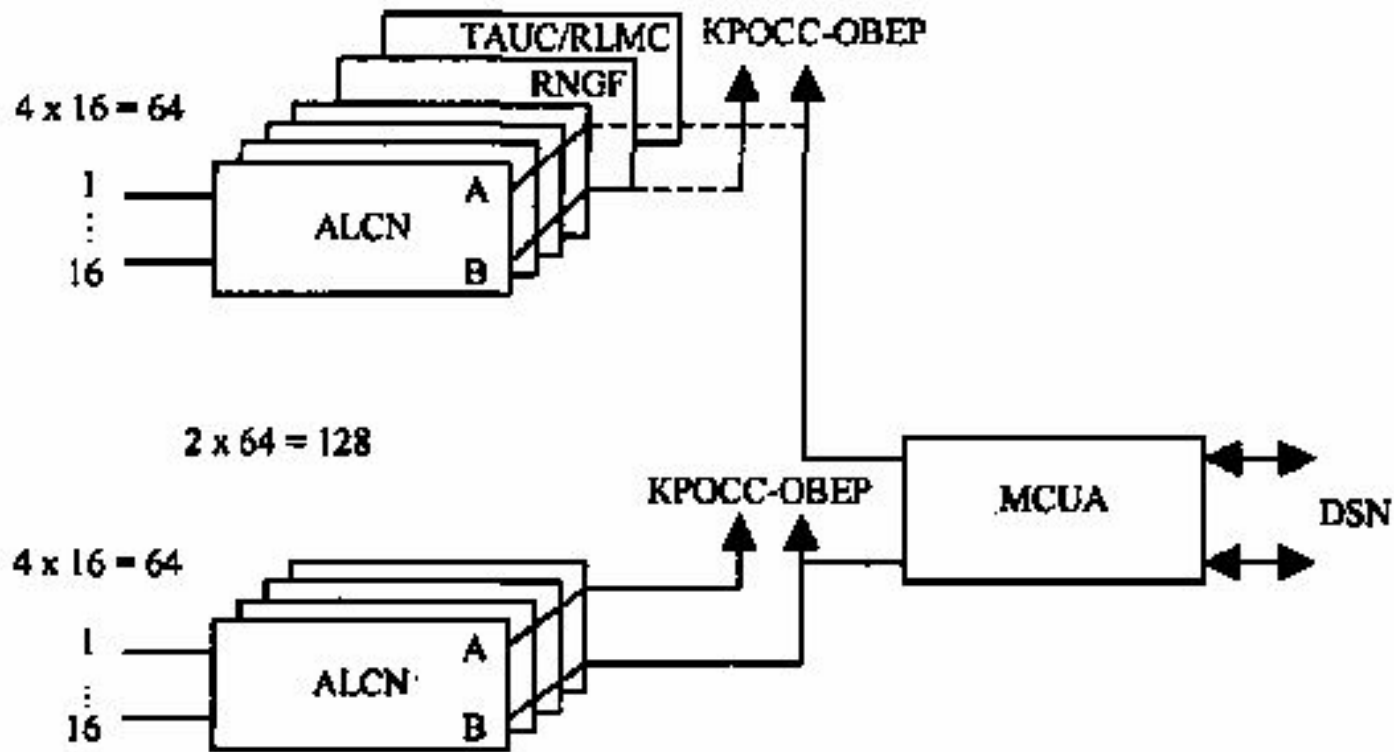 TAUC/RLMC
КРОСС-ОВЕР
RNGF
4 x 16 = 64
1
16
A
ALCN
B
2 x 64 = 128
КРОСС-ОВЕР
MCUA
DSN
4 x 16 = 64
1
16
A
ALCN
B